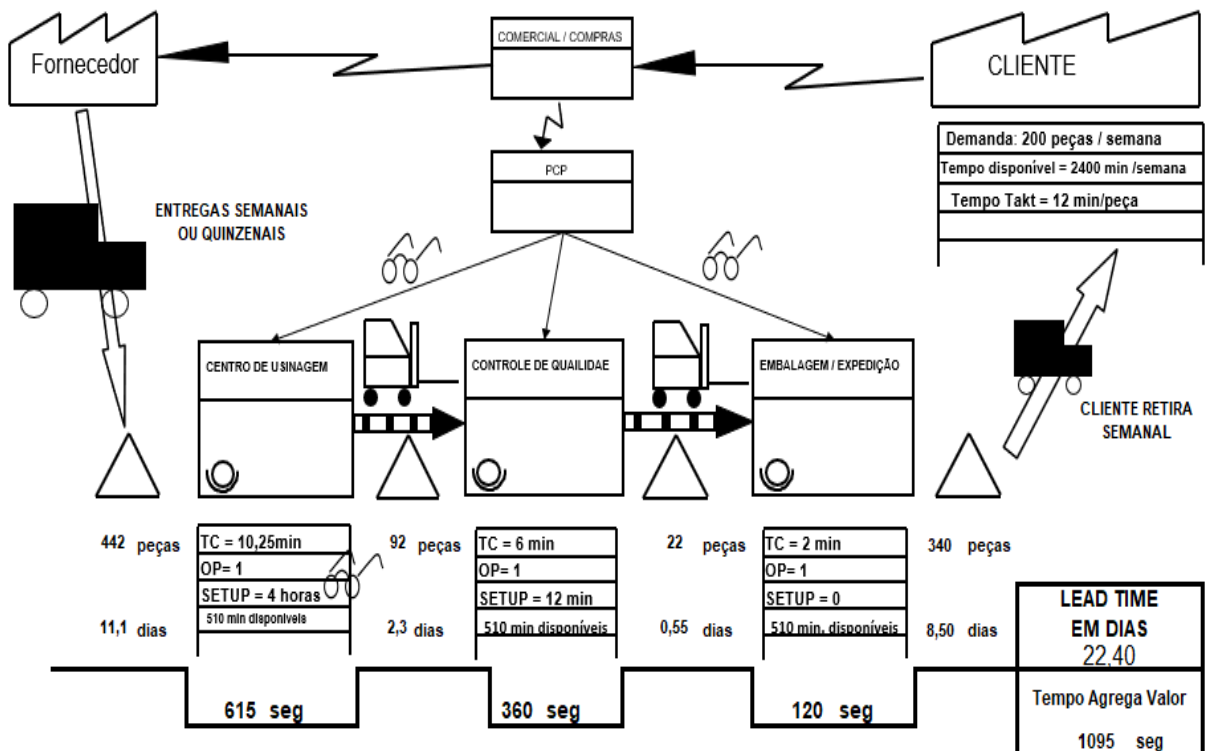 Fornecedor
COMERCIAL / COMPRAS
CLIENTE
Demanda: 200 peças / semana
Tempo disponível = 2400 min /semana
Tempo Takt = 12 min/peça
PCP
ENTREGAS SEMANAIS
OU QUINZENAIS
CENTRO DE USINAGEM
CONTROLE DE QUAILIDAE
EMBALAGEM / EXPEDIÇÃO
CLIENTE RETIRA
SEMANAL
442 peças
TC = 10,25min
OP= 1
SETUP = 4 horas
510 min disponiveis
11,1 dias
92 peças
2,3 dias
TC = 6 min
OP= 1
SETUP = 12 min
510 min disponíveis
22 peças
0,55 dias
TC = 2 min
OP= 1
SETUP = 0
510 min. disponíveis
340 peças
8,50 dias
615 seg
360 seg
120 seg
LEAD TIME
EM DIAS
22,40
Tempo Agrega Valor
1095 seg